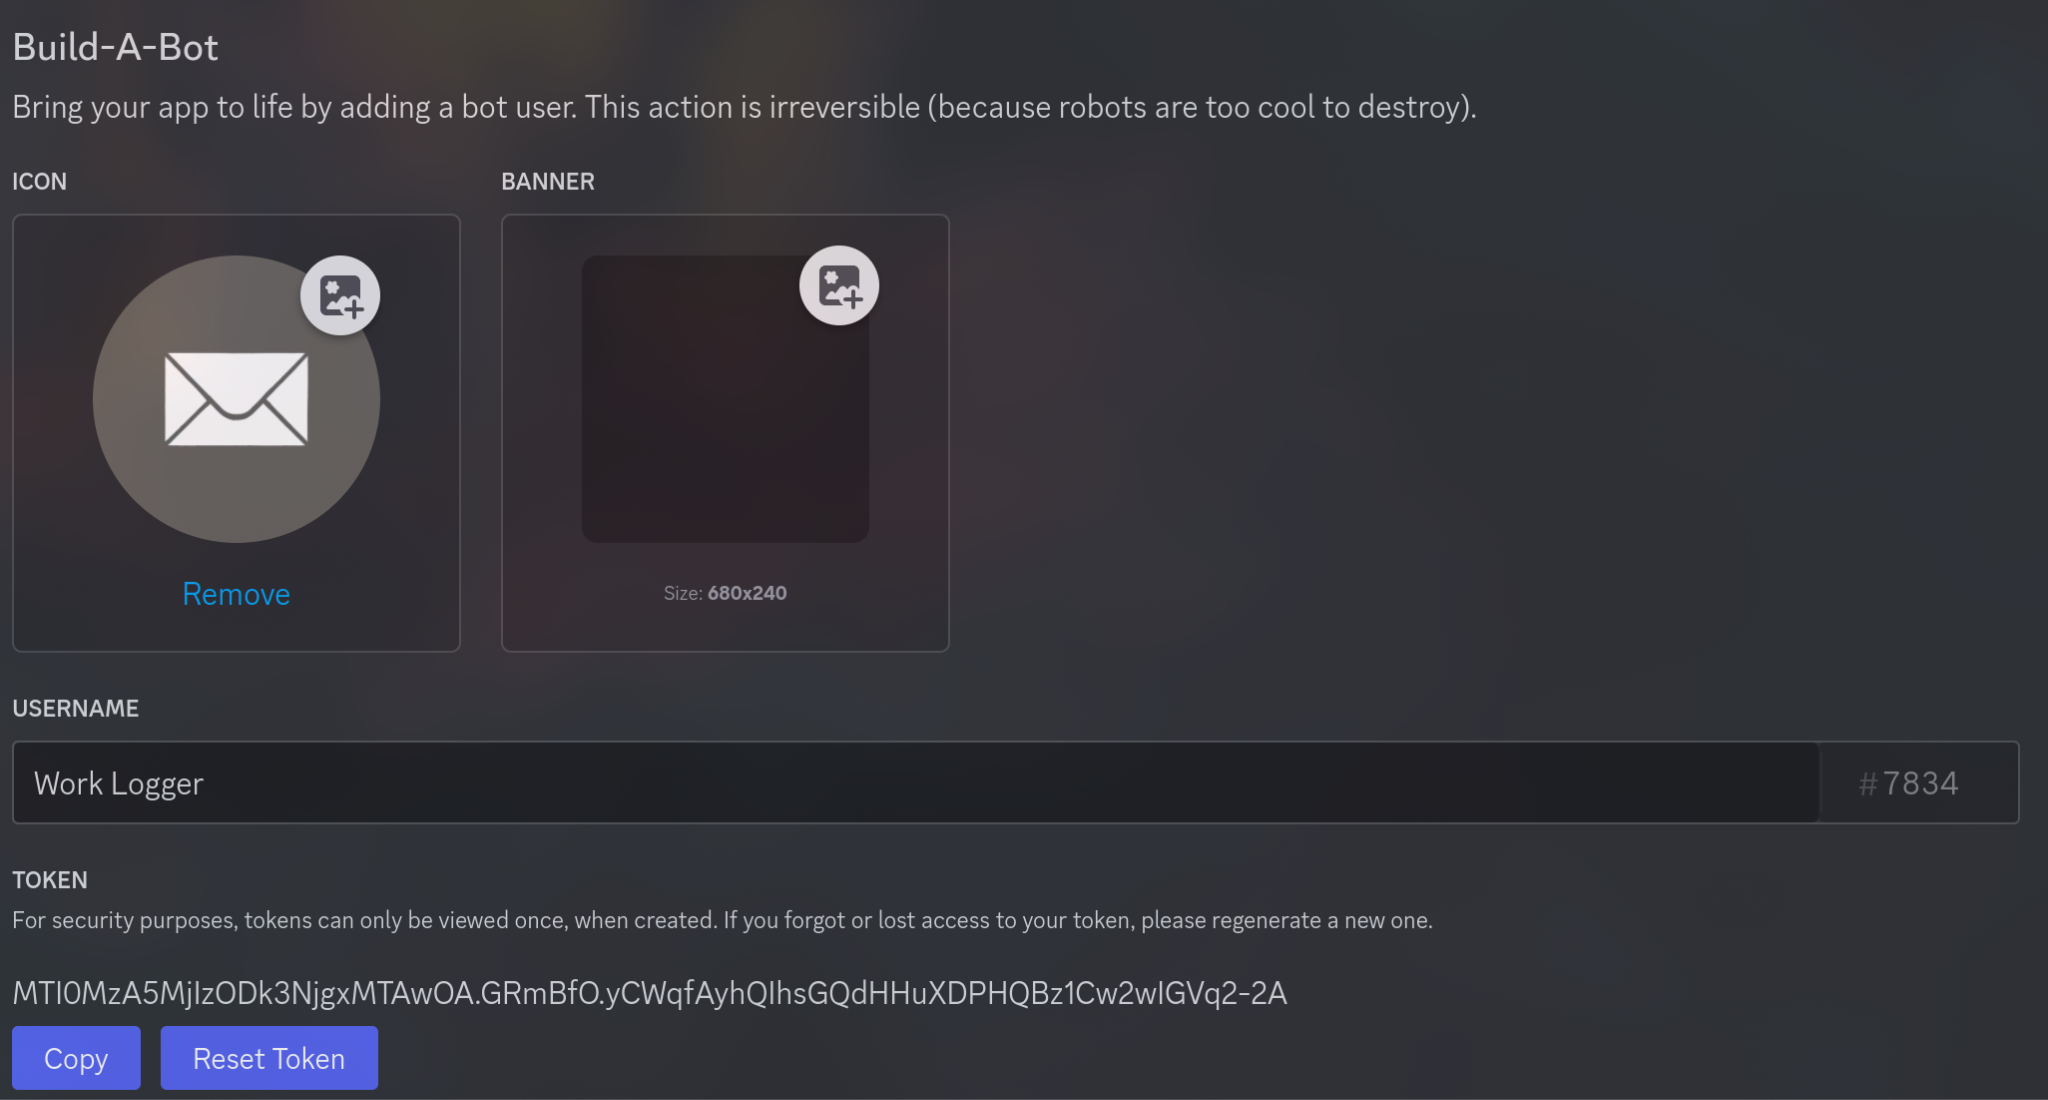 Build-A-Bot
Bring your app to life by adding a bot user. This action is irreversible (because robots are too cool to destroy).
ICON
BANNER
Remove
Size: 680x240
USERNAME
Work Logger
#7834
TOKEN
For security purposes, tokens can only be viewed once, when created. If you forgot or lost access to your token, please regenerate a new one.
MTI0MzA5MjIzODk3NjgxMTAwOA.GRmBfO.yCWqfAyhQIhsGQdHHuXDPHQBz1Cw2wIGVq2-2A
Copy
Reset Token